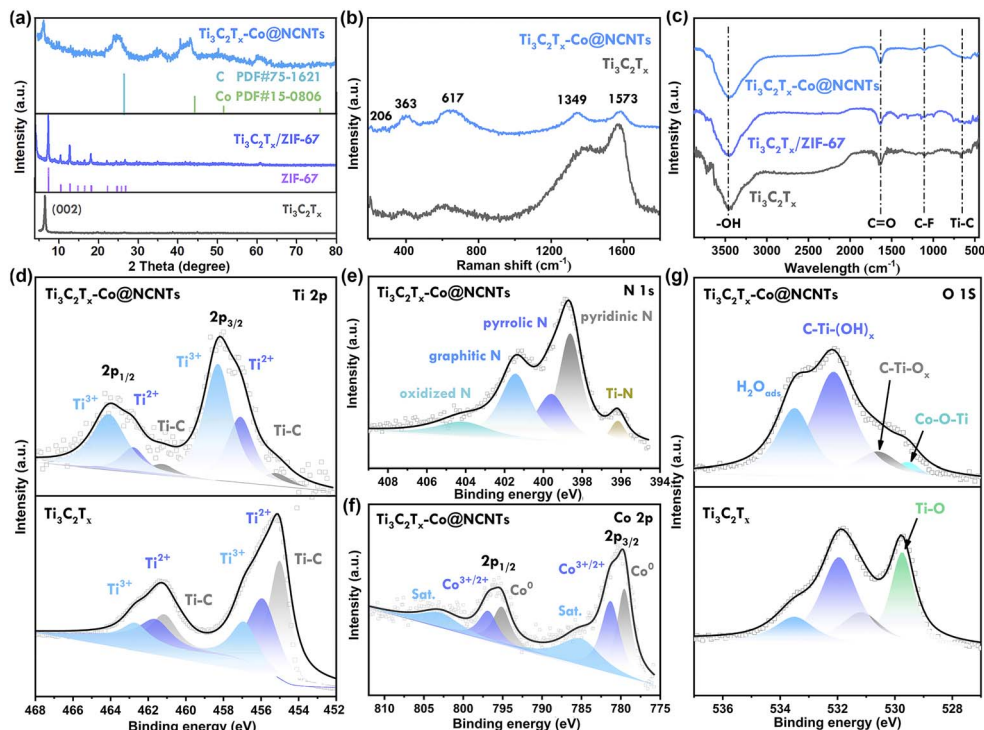 (a)
Ti₃C₂Tₓ-Co@NCNTs
C PDF#75-1621
Co PDF#15-0806
Ti₃C₂Tₓ/ZIF-67
ZIF-67
(002)
Ti₃C₂Tₓ
Intensity (a.u.)
10 20 30 40 50 60 70 80
2 Theta (degree)
(b)
Ti₃C₂Tₓ-Co@NCNTs
Ti₃C₂Tₓ
206
363
617
1349
1573
Intensity (a.u.)
400 800 1200 1600
Raman shift (cm⁻¹)
(c)
Ti₃C₂Tₓ-Co@NCNTs
Ti₃C₂Tₓ/ZIF-67
Ti₃C₂Tₓ
-OH
C=O
C-F
Ti-C
Intensity (a.u.)
3500 3000 2500 2000 1500 1000 500
Wavelength (cm⁻¹)
(d)
Ti₃C₂Tₓ-Co@NCNTs
Ti 2p
2p₃/₂
Ti³⁺
Ti²⁺
2p₁/₂
Ti³⁺
Ti²⁺
Ti-C
Ti-C
Ti₃C₂Tₓ
Ti²⁺
Ti³⁺
Ti-C
Ti²⁺
Ti³⁺
Ti-C
Intensity (a.u.)
468 466 464 462 460 458 456 454 452
Binding energy (eV)
(e)
Ti₃C₂Tₓ-Co@NCNTs
N 1s
pyridinic N
pyrrolic N
graphitic N
oxidized N
Ti-N
Intensity (a.u.)
408 406 404 402 400 398 396 394
Binding energy (eV)
(f)
Ti₃C₂Tₓ-Co@NCNTs
Co 2p
2p₃/₂
2p₁/₂
Co³⁺/²⁺
Co⁰
Co³⁺/²⁺
Co⁰
Sat.
Sat.
Intensity (a.u.)
810 805 800 795 790 785 780 775
Binding energy (eV)
(g)
Ti₃C₂Tₓ-Co@NCNTs
O 1S
C-Ti-(OH)ₓ
C-Ti-Oₓ
H₂Oₐdₛ
Co-O-Ti
Ti₃C₂Tₓ
Ti-O
Intensity (a.u.)
536 534 532 530 528
Binding energy (eV)